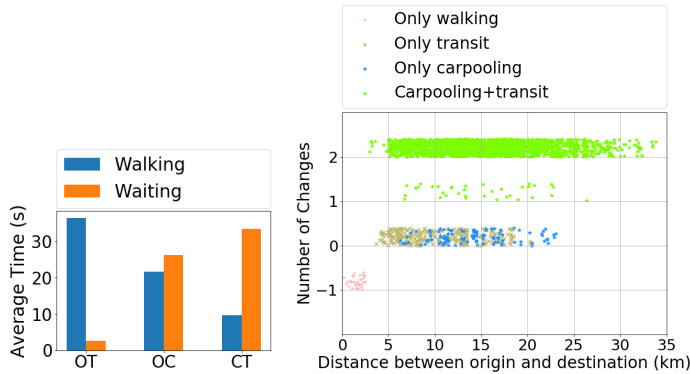 Walking
Waiting
Average Time (s)
30
20
10
0
OT
OC
CT
Only walking
Only transit
Only carpooling
Carpooling+transit
Number of Changes
2
1
0
−1
0
5
10
15
20
25
30
35
Distance between origin and destination (km)